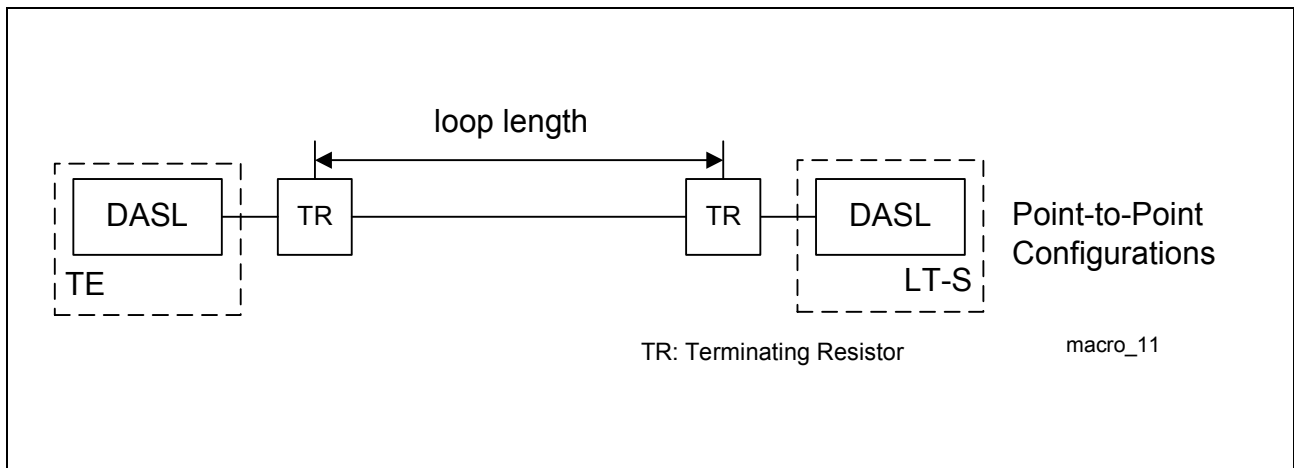 loop length
DASL
TR
TR
DASL
TE
LT-S
Point-to-Point
Configurations
TR: Terminating Resistor
macro_11